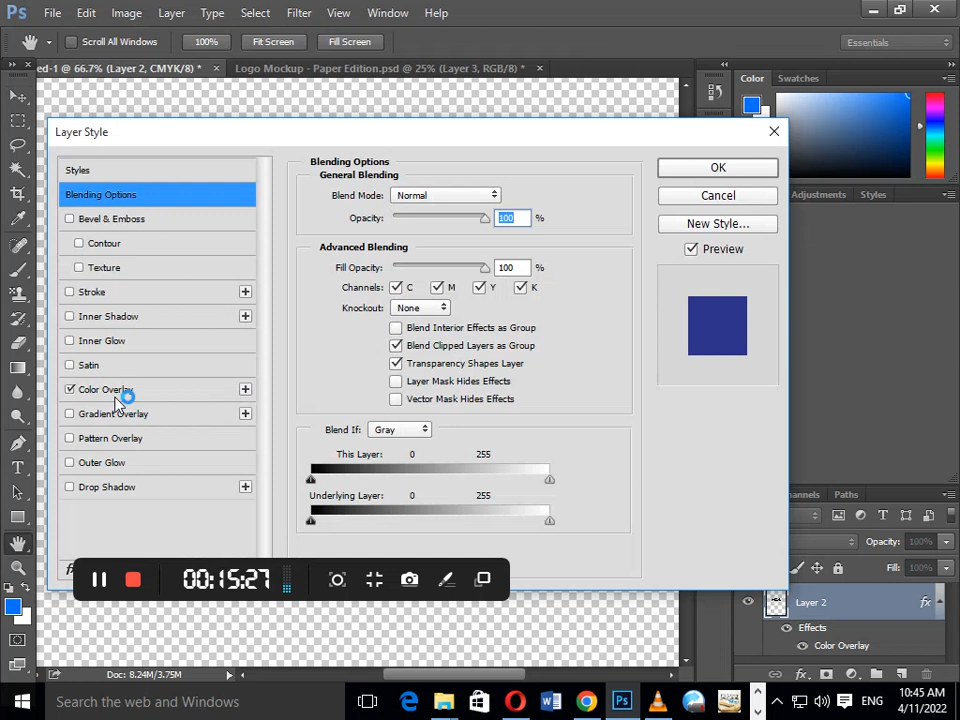 Ps File Edit Image Layer Type Select Filter View Window Help
Scroll All Windows 100% Fit Screen Fill Screen Essentials
ed-1 @ 66.7% (Layer 2, CMYK/8) * × Logo Mockup - Paper Edition.psd @ 25% (Layer 3, RGB/8) * ×
Color Swatches
Layer Style
Styles
Blending Options
Bevel & Emboss
Contour
Texture
Stroke
Inner Shadow
Inner Glow
Satin
Color Overlay
Gradient Overlay
Pattern Overlay
Outer Glow
Drop Shadow
Blending Options
General Blending
Blend Mode: Normal
Opacity: 100 %
Advanced Blending
Fill Opacity: 100 %
Channels: C M Y K
Knockout: None
Blend Interior Effects as Group
Blend Clipped Layers as Group
Transparency Shapes Layer
Layer Mask Hides Effects
Vector Mask Hides Effects
Blend If: Gray
This Layer: 0 255
Underlying Layer: 0 255
OK
Cancel
New Style...
Preview
Adjustments Styles
hannels Paths
Opacity: 100%
Fill: 100%
Layer 2 fx
Effects
Color Overlay
00:15:27
Doc: 8.24M/3.75M
Search the web and Windows
ENG
10:45 AM
4/11/2022